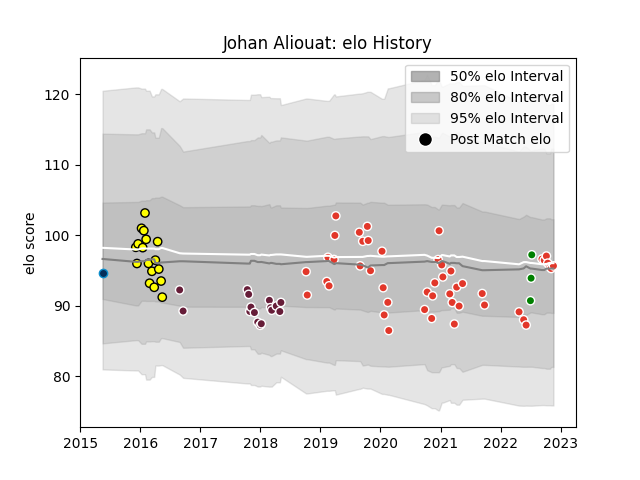 Johan Aliouat: elo History
50% elo Interval
80% elo Interval
95% elo Interval
Post Match elo
elo score
120
110
100
90
80
2015 2016 2017 2018 2019 2020 2021 2022 2023